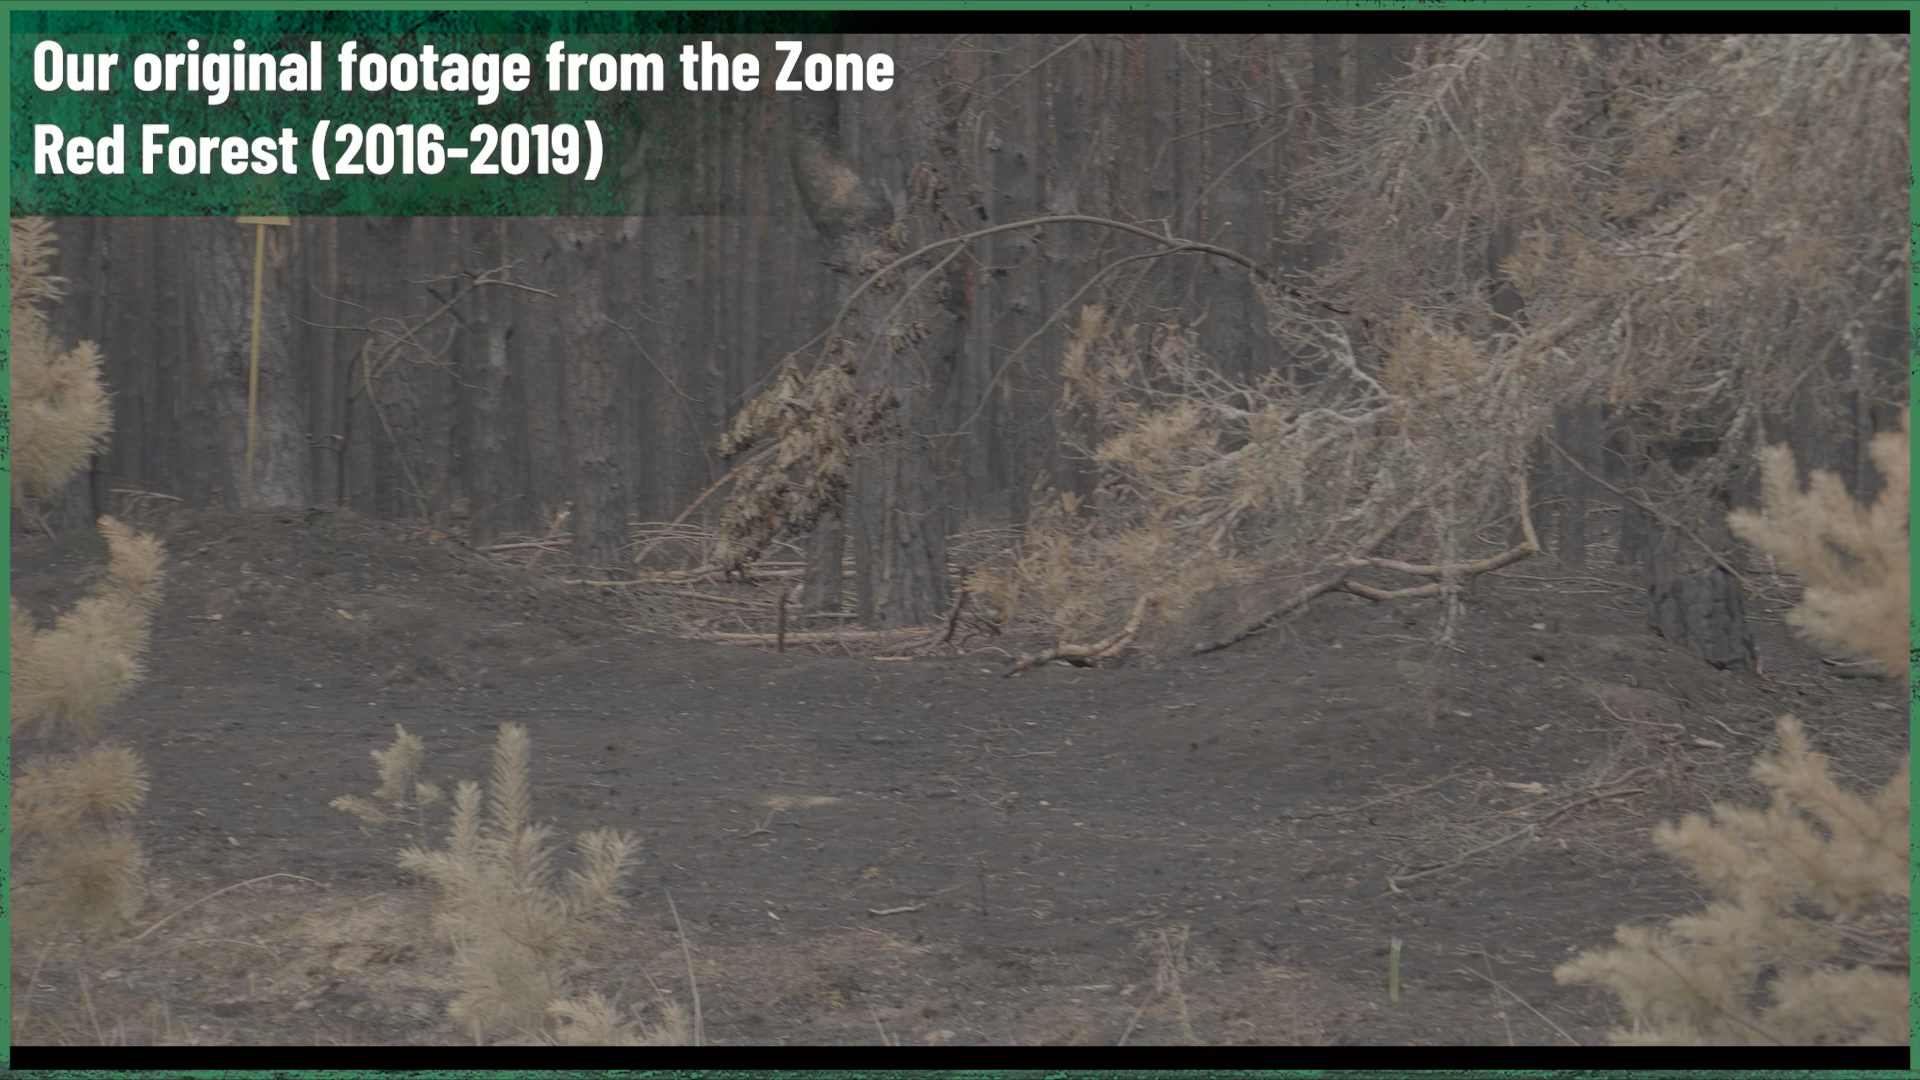 Our original footage from the Zone
Red Forest (2016-2019)